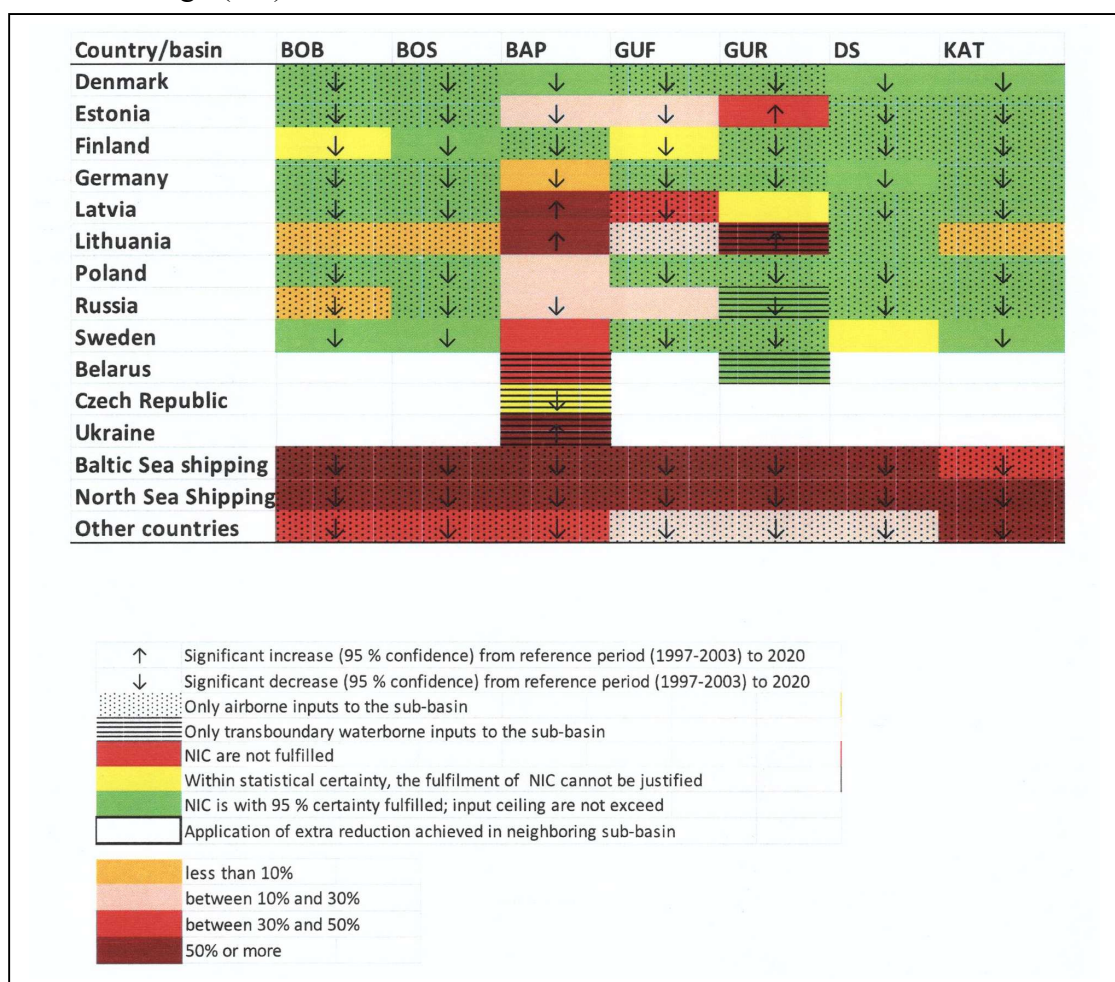 Country/basin BOB BOS BAP GUF GUR DS KAT
Denmark ↓ ↓ ↓ ↓ ↓ ↓ ↓
Estonia ↓ ↓ ↓ ↓ ↑ ↓ ↓
Finland ↓ ↓ ↓ ↓ ↓ ↓ ↓
Germany ↓ ↓ ↓ ↓ ↓ ↓ ↓
Latvia ↓ ↓ ↑ ↓ ↓ ↓
Lithuania ↑ ↑
Poland ↓ ↓ ↓ ↓ ↓ ↓
Russia ↓ ↓ ↓ ↓ ↓ ↓
Sweden ↓ ↓ ↓ ↓ ↓
Belarus
Czech Republic ↓
Ukraine ↑
Baltic Sea shipping ↓ ↓ ↓ ↓ ↓ ↓ ↓
North Sea Shipping ↓ ↓ ↓ ↓ ↓ ↓ ↓
Other countries ↓ ↓ ↓ ↓ ↓ ↓ ↓
↑ Significant increase (95 % confidence) from reference period (1997-2003) to 2020
↓ Significant decrease (95 % confidence) from reference period (1997-2003) to 2020
Only airborne inputs to the sub-basin
Only transboundary waterborne inputs to the sub-basin
NIC are not fulfilled
Within statistical certainty, the fulfilment of NIC cannot be justified
NIC is with 95 % certainty fulfilled; input ceiling are not exceed
Application of extra reduction achieved in neighboring sub-basin
less than 10%
between 10% and 30%
between 30% and 50%
50% or more